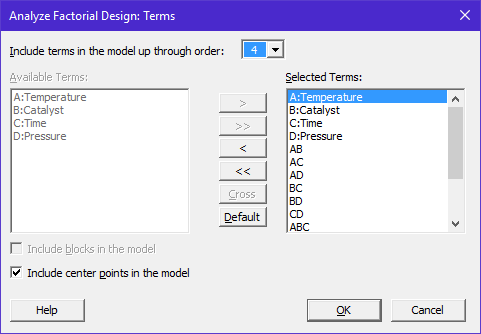 Analyze Factorial Design: Terms
Include terms in the model up through order: 4
Available Terms:
A:Temperature
B:Catalyst
C:Time
D:Pressure
>
>>
<
<<
Cross
Default
Selected Terms:
A:Temperature
B:Catalyst
C:Time
D:Pressure
AB
AC
AD
BC
BD
CD
ABC
Include blocks in the model
Include center points in the model
Help
OK
Cancel